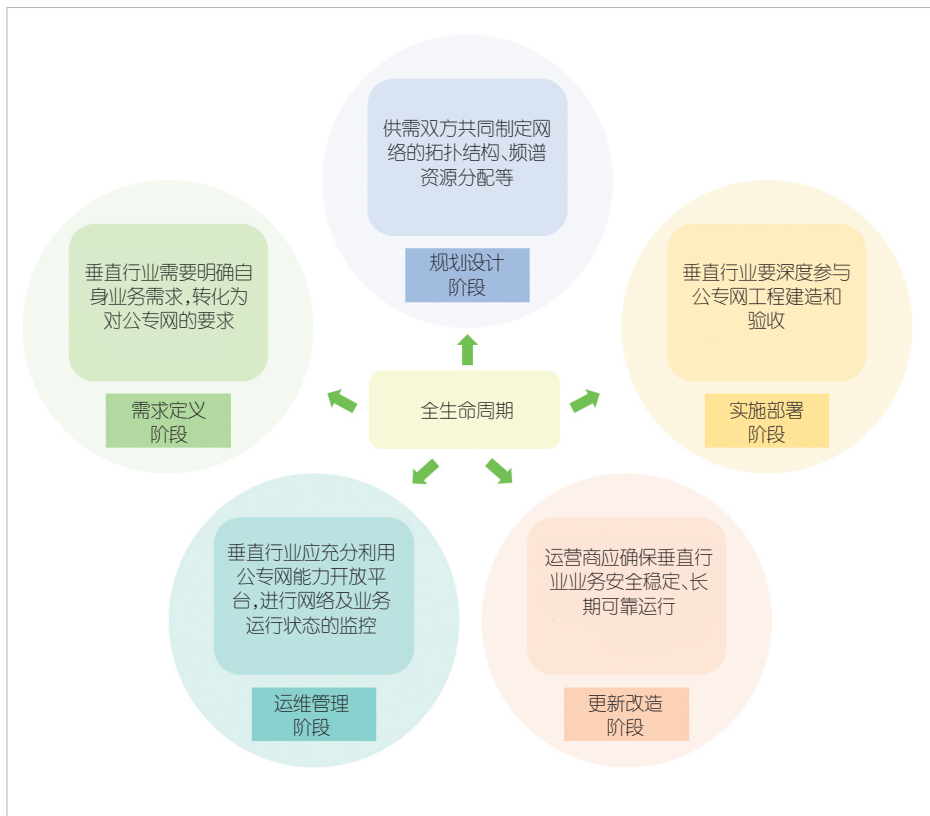 供需双方共同制定网
络的拓扑结构、频谱
资源分配等
规划设计
阶段
垂直行业需要明确自
身业务需求,转化为
对公专网的要求
需求定义
阶段
垂直行业要深度参与
公专网工程建造和
验收
实施部署
阶段
全生命周期
垂直行业应充分利用
公专网能力开放平
台,进行网络及业务
运行状态的监控
运维管理
阶段
运营商应确保垂直行
业业务安全稳定、长
期可靠运行
更新改造
阶段